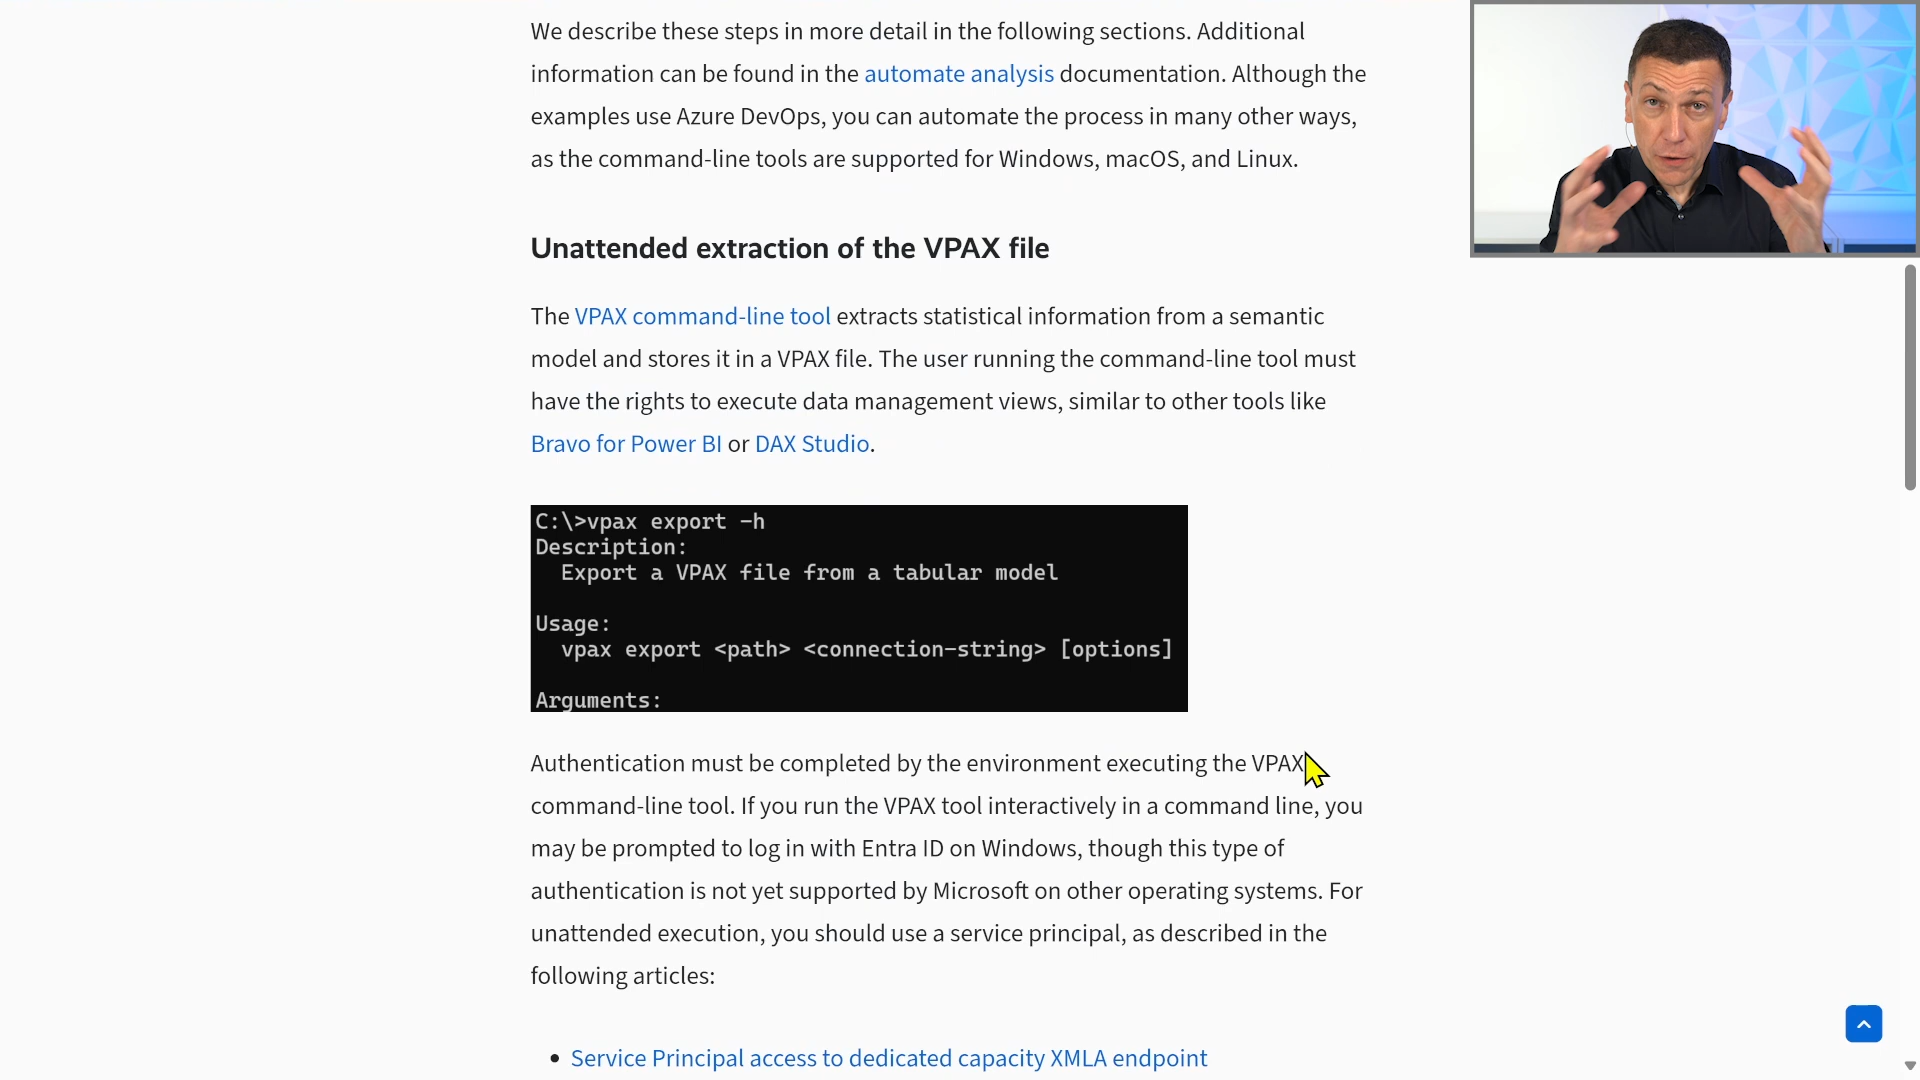 We describe these steps in more detail in the following sections. Additional
information can be found in the automate analysis documentation. Although the
examples use Azure DevOps, you can automate the process in many other ways,
as the command-line tools are supported for Windows, macOS, and Linux.
Unattended extraction of the VPAX file
The VPAX command-line tool extracts statistical information from a semantic
model and stores it in a VPAX file. The user running the command-line tool must
have the rights to execute data management views, similar to other tools like
Bravo for Power BI or DAX Studio.
C:\>vpax export -h
Description:
Export a VPAX file from a tabular model
Usage:
vpax export <path> <connection-string> [options]
Arguments:
Authentication must be completed by the environment executing the VPAX
command-line tool. If you run the VPAX tool interactively in a command line, you
may be prompted to log in with Entra ID on Windows, though this type of
authentication is not yet supported by Microsoft on other operating systems. For
unattended execution, you should use a service principal, as described in the
following articles:
• Service Principal access to dedicated capacity XMLA endpoint